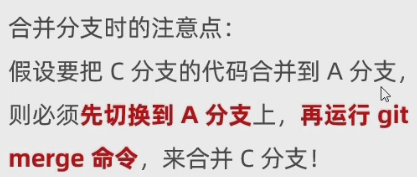 合并分支时的注意点：
假设要把 C 分支的代码合并到 A 分支，
则必须先切换到 A 分支上，再运行 git
merge 命令，来合并 C 分支！